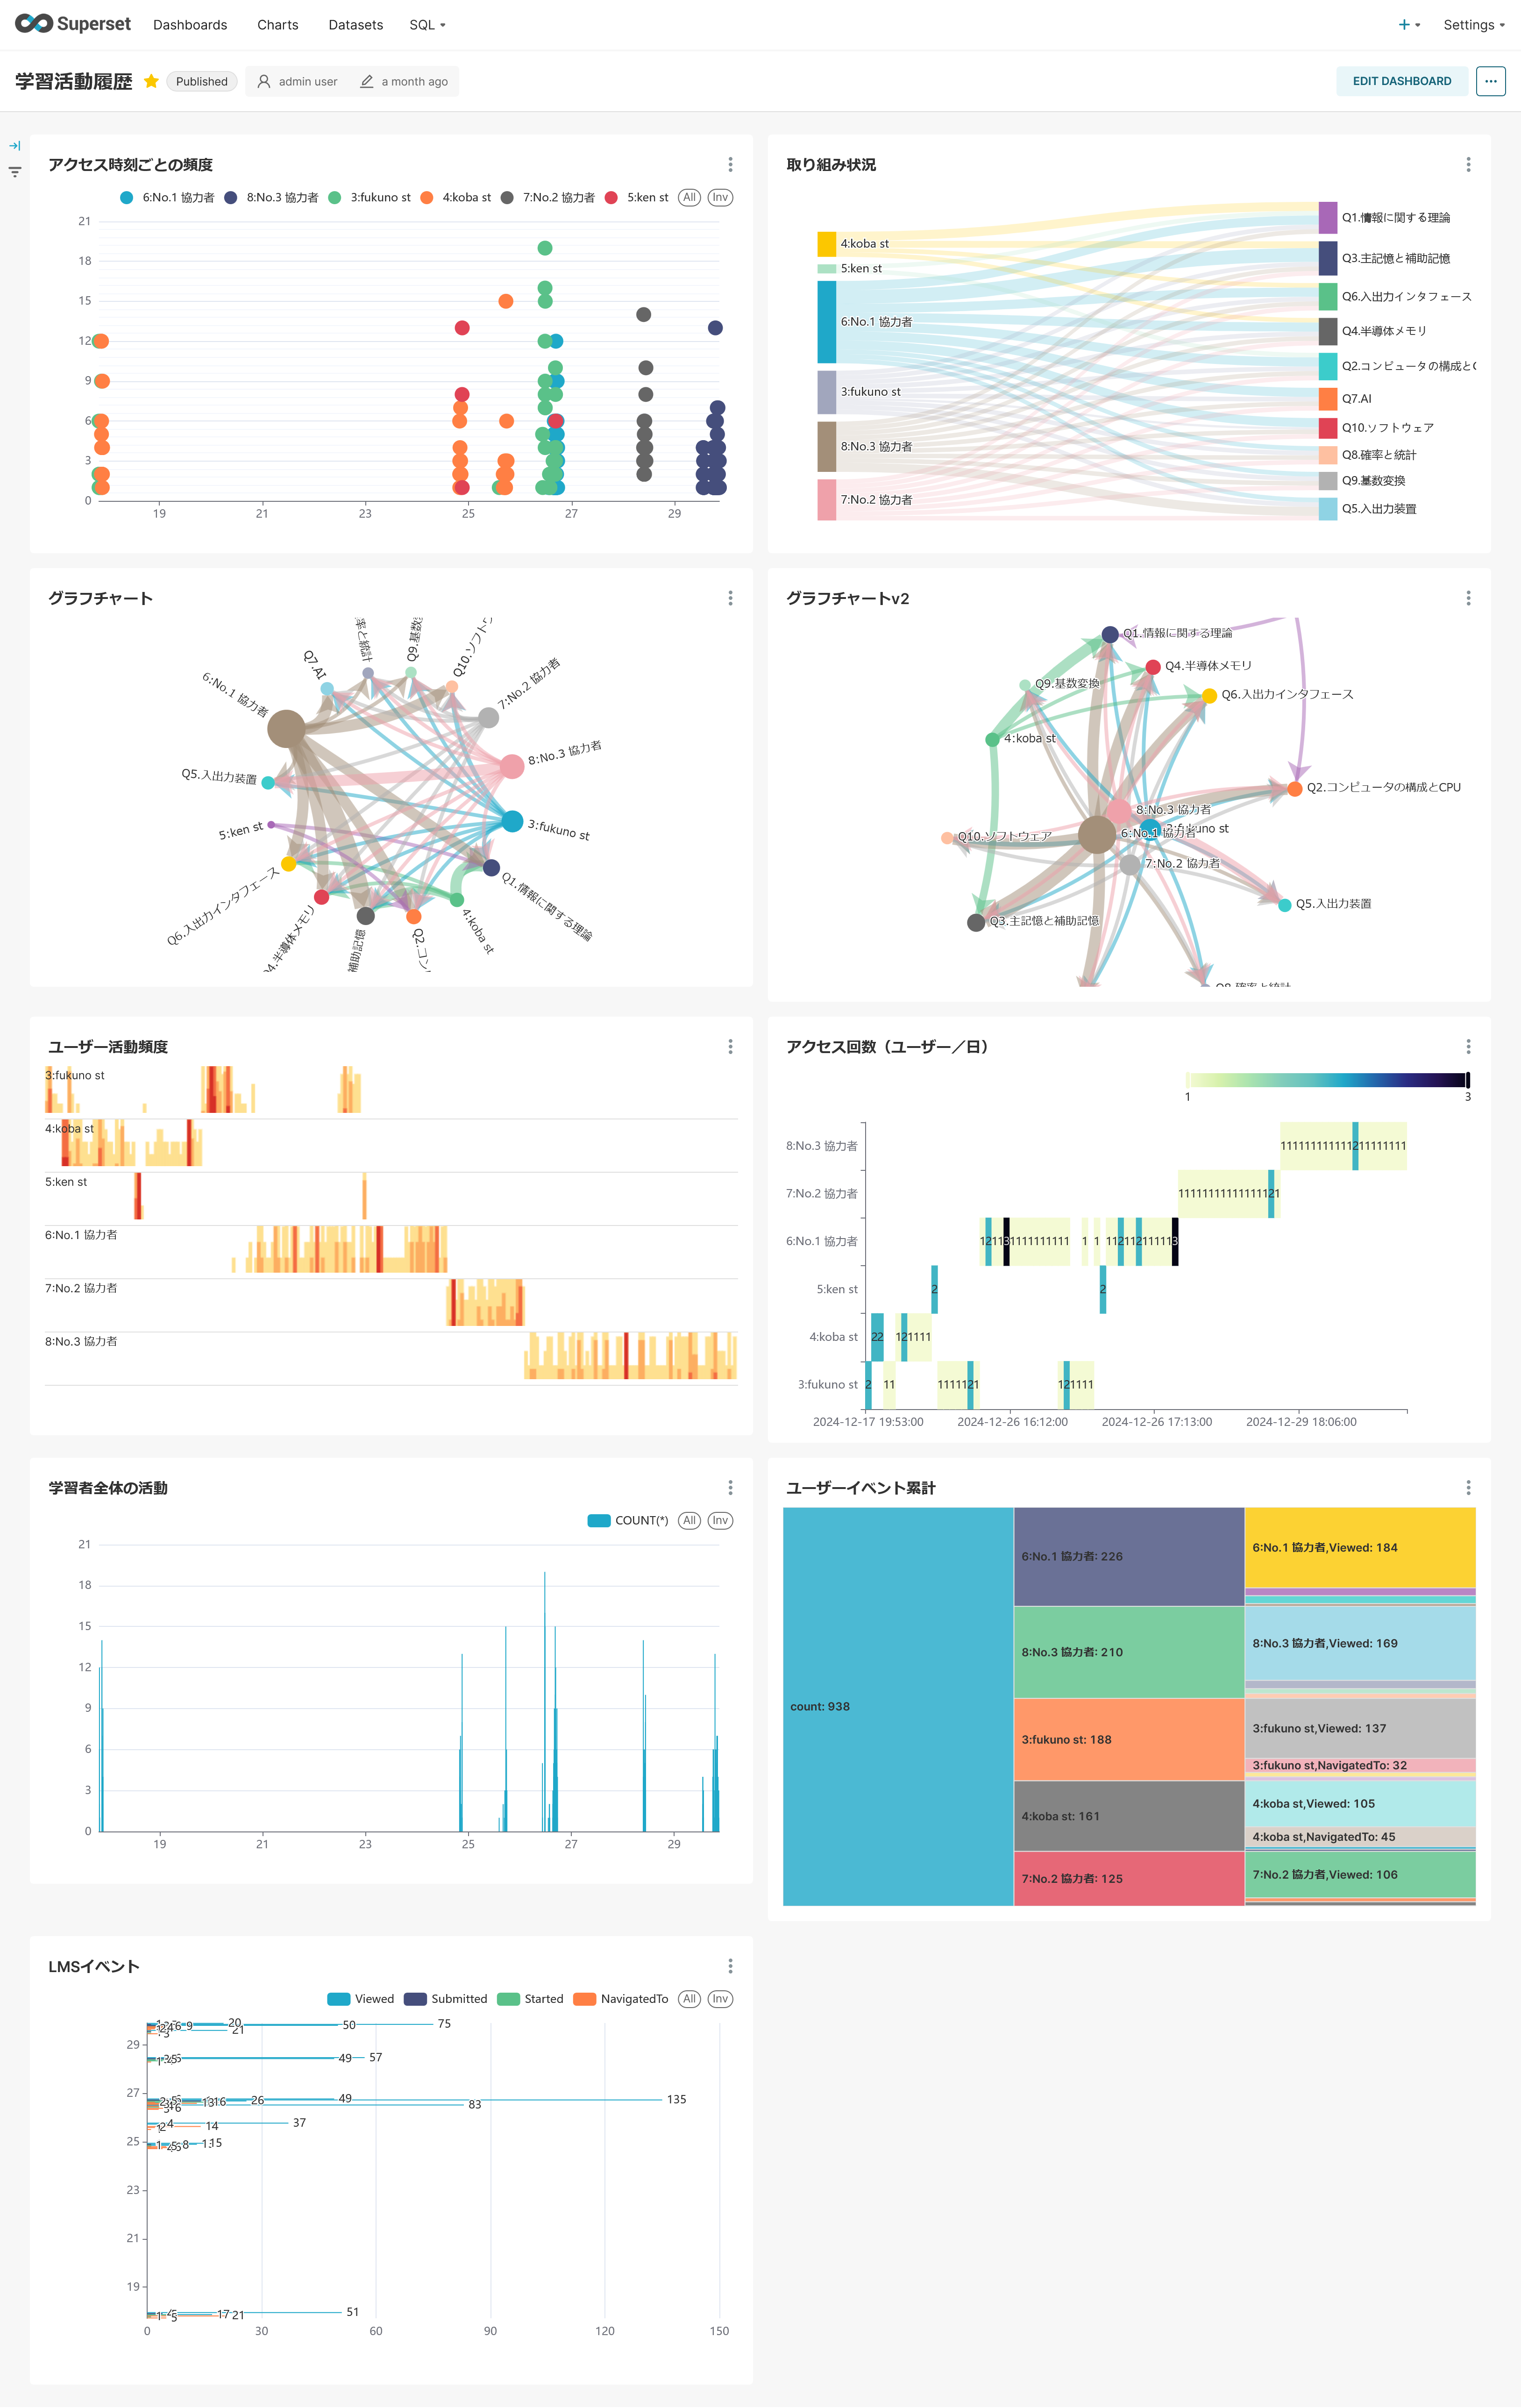 Superset Dashboards Charts Datasets SQL Settings
学習活動履歴 Published admin user a month ago EDIT DASHBOARD
アクセス時刻ごとの頻度
6:No.1 協力者 8:No.3 協力者 3:fukuno st 4:koba st 7:No.2 協力者 5:ken st All Inv
21
18
15
12
9
6
3
0
19 21 23 25 27 29
取り組み状況
4:koba st
5:ken st
6:No.1 協力者
3:fukuno st
8:No.3 協力者
7:No.2 協力者
Q1.情報に関する理論
Q3.主記憶と補助記憶
Q6.入出力インタフェース
Q4.半導体メモリ
Q2.コンピュータの構成と
Q7.AI
Q10.ソフトウェア
Q8.確率と統計
Q9.基数変換
Q5.入出力装置
グラフチャート
率と統計
Q9.基数
Q10.ソフト
Q7.AI
7:No.2 協力者
6:No.1 協力者
8:No.3 協力者
Q5.入出力装置
5:ken st
3:fukuno st
Q6.入出力インタフェース
Q1.情報に関する理論
4.半導体メモリ
補助記憶
Q2.コン
4:koba st
グラフチャートv2
Q1.情報に関する理論
Q4.半導体メモリ
Q9.基数変換
Q6.入出力インタフェース
4:koba st
Q2.コンピュータの構成とCPU
8:No.3 協力者
3:fukuno st
6:No.1 協力者
Q10.ソフトウェア
7:No.2 協力者
Q5.入出力装置
Q3.主記憶と補助記憶
Q8.確率と統計
ユーザー活動頻度
3:fukuno st
4:koba st
5:ken st
6:No.1 協力者
7:No.2 協力者
8:No.3 協力者
アクセス回数（ユーザー／日）
1 3
8:No.3 協力者
7:No.2 協力者
6:No.1 協力者
5:ken st 2 2
4:koba st 22 121111
3:fukuno st 2 11 1111121 121111
2024-12-17 19:53:00 2024-12-26 16:12:00 2024-12-26 17:13:00 2024-12-29 18:06:00
学習者全体の活動
COUNT(*) All Inv
21
18
15
12
9
6
3
0
19 21 23 25 27 29
ユーザーイベント累計
count: 938
6:No.1 協力者: 226
8:No.3 協力者: 210
3:fukuno st: 188
4:koba st: 161
7:No.2 協力者: 125
6:No.1 協力者,Viewed: 184
8:No.3 協力者,Viewed: 169
3:fukuno st,Viewed: 137
3:fukuno st,NavigatedTo: 32
4:koba st,Viewed: 105
4:koba st,NavigatedTo: 45
7:No.2 協力者,Viewed: 106
LMSイベント
Viewed Submitted Started NavigatedTo All Inv
20 50 75
29 9 21
49 57
27 26 49 135
83
37
14
25 8 15
23
21
19
17 21 51
0 30 60 90 120 150